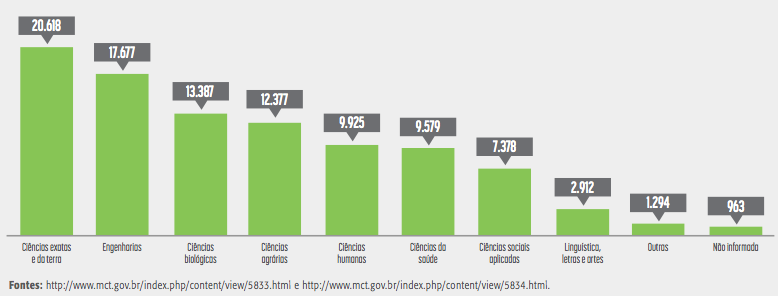 20.618
17.677
13.387
12.377
9.925
9.579
7.378
2.912
1.294
963
Ciências exatas
e da terra
Engenharias
Ciências
biológicas
Ciências
agrárias
Ciências
humanas
Ciências da
saúde
Ciências sociais
aplicadas
Linguística,
letras e artes
Outras
Não informada
Fontes: http://www.mct.gov.br/index.php/content/view/5833.html e http://www.mct.gov.br/index.php/content/view/5834.html.